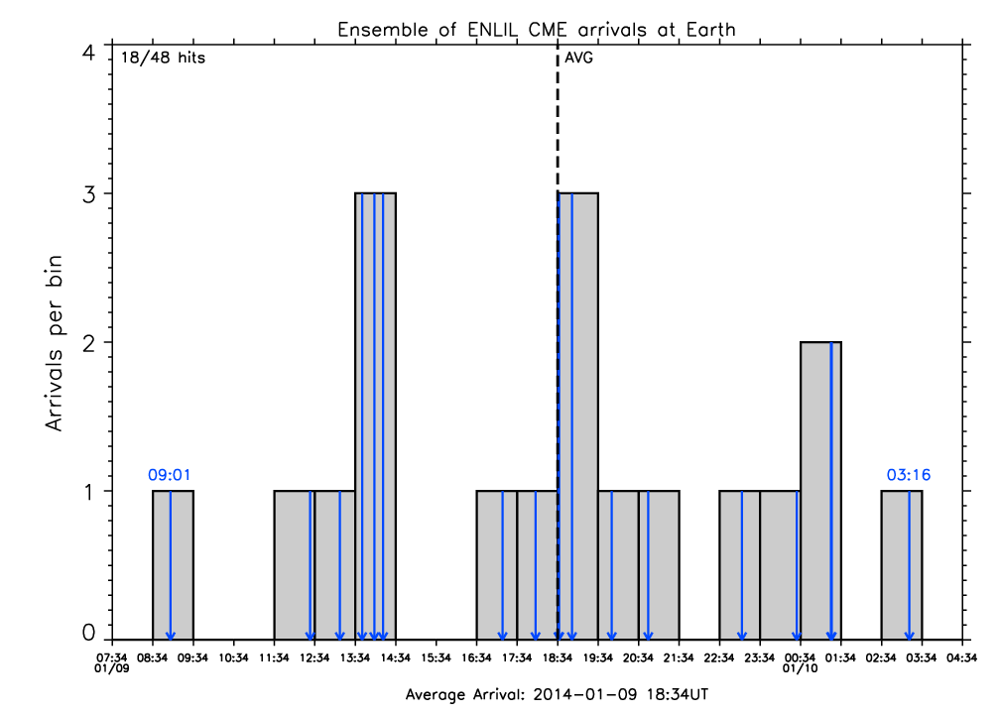 Ensemble of ENLIL CME arrivals at Earth
18/48 hits
AVG
4
3
2
1
0
Arrivals per bin
09:01
03:16
07:34 08:34 09:34 10:34 11:34 12:34 13:34 14:34 15:34 16:34 17:34 18:34 19:34 20:34 21:34 22:34 23:34 00:34 01:34 02:34 03:34 04:34
01/09 01/10
Average Arrival: 2014-01-09 18:34UT